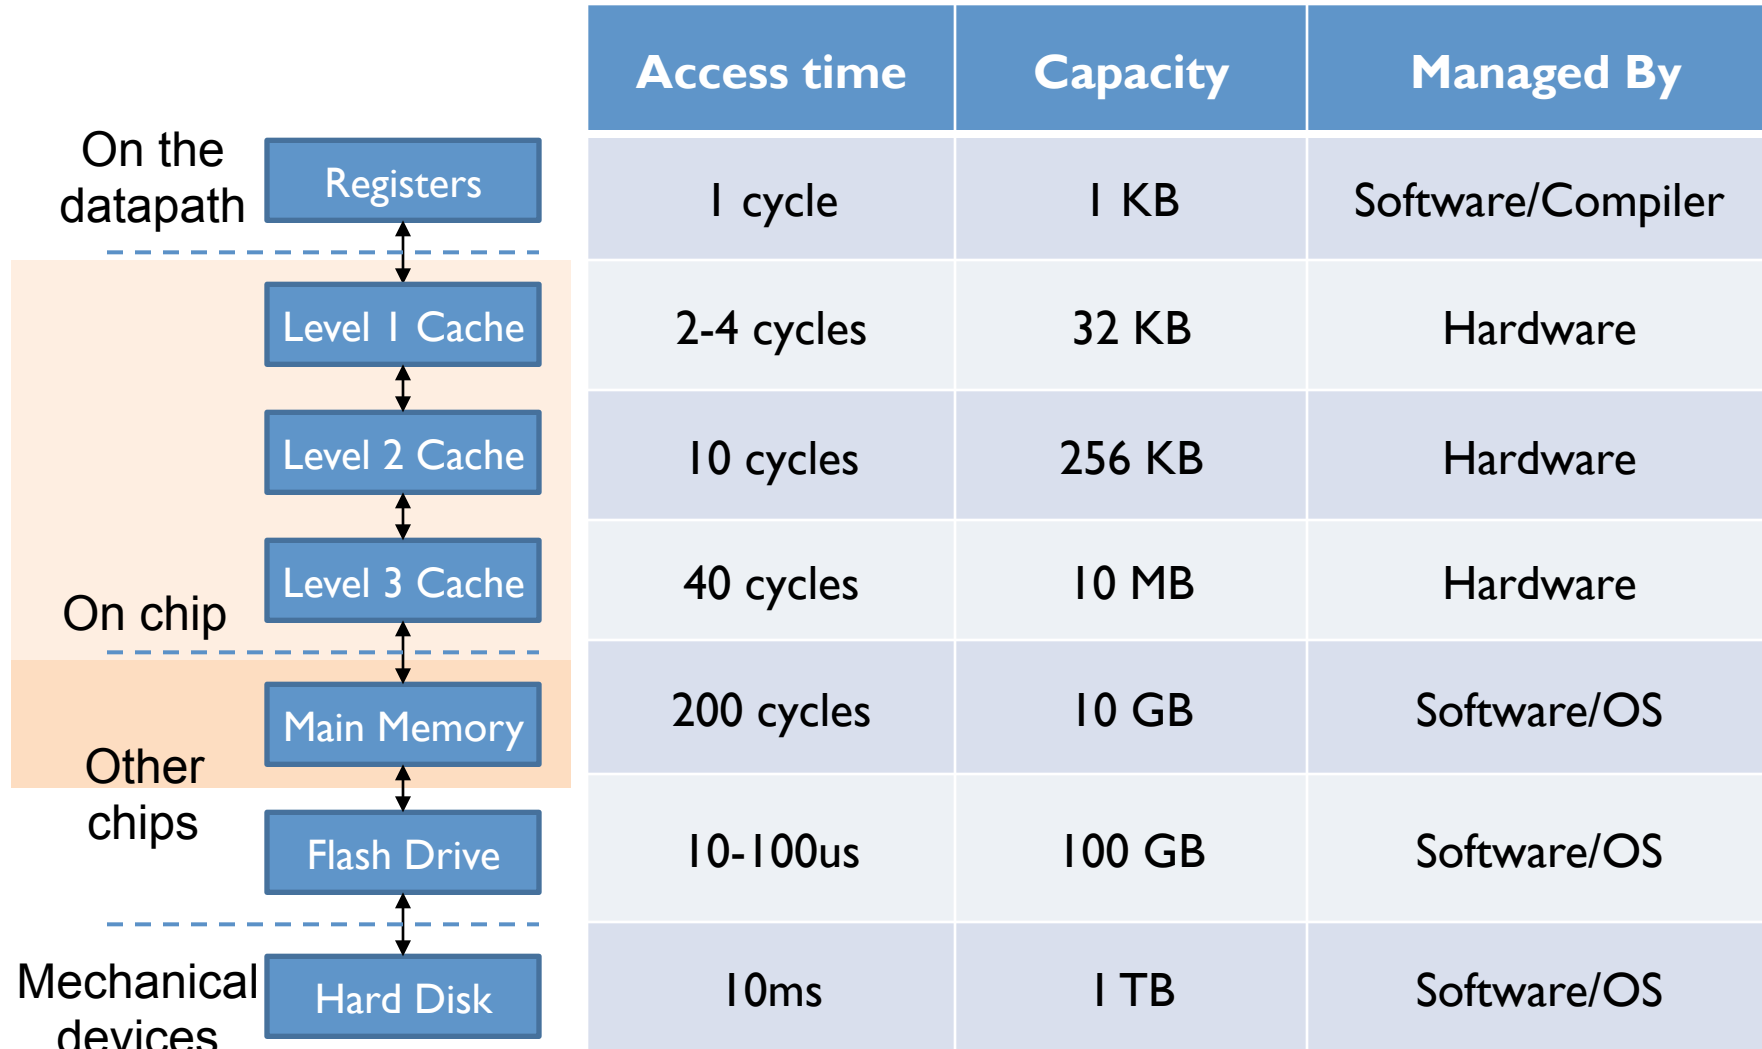 Access time Capacity Managed By
On the
datapath
Registers 1 cycle 1 KB Software/Compiler
Level 1 Cache 2-4 cycles 32 KB Hardware
Level 2 Cache 10 cycles 256 KB Hardware
Level 3 Cache 40 cycles 10 MB Hardware
On chip
Main Memory 200 cycles 10 GB Software/OS
Other
chips
Flash Drive 10-100us 100 GB Software/OS
Mechanical
devices
Hard Disk 10ms 1 TB Software/OS